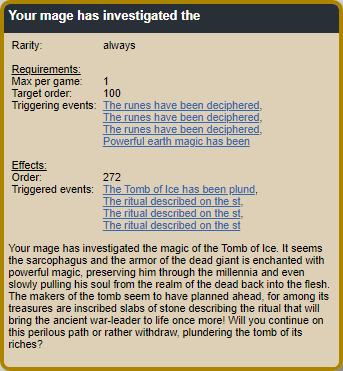 Your mage has investigated the
Rarity: always
Requirements:
Max per game: 1
Target order: 100
Triggering events: The runes have been deciphered,
The runes have been deciphered,
The runes have been deciphered,
Powerful earth magic has been
Effects:
Order: 272
Triggered events: The Tomb of Ice has been plund,
The ritual described on the st,
The ritual described on the st,
The ritual described on the st
Your mage has investigated the magic of the Tomb of Ice. It seems
the sarcophagus and the armor of the dead giant is enchanted with
powerful magic, preserving him through the millennia and even
slowly pulling his soul from the realm of the dead back into the flesh.
The makers of the tomb seem to have planned ahead, for among its
treasures are inscribed slabs of stone describing the ritual that will
bring the ancient war-leader to life once more! Will you continue on
this perilous path or rather withdraw, plundering the tomb of its
riches?